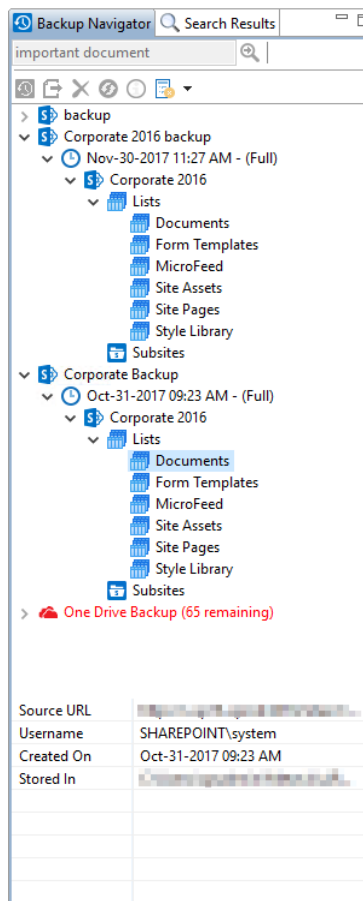 Backup Navigator Search Results
important document
backup
Corporate 2016 backup
Nov-30-2017 11:27 AM - (Full)
Corporate 2016
Lists
Documents
Form Templates
MicroFeed
Site Assets
Site Pages
Style Library
Subsites
Corporate Backup
Oct-31-2017 09:23 AM - (Full)
Corporate 2016
Lists
Documents
Form Templates
MicroFeed
Site Assets
Site Pages
Style Library
Subsites
One Drive Backup (65 remaining)
Source URL
Username SHAREPOINT\system
Created On Oct-31-2017 09:23 AM
Stored In